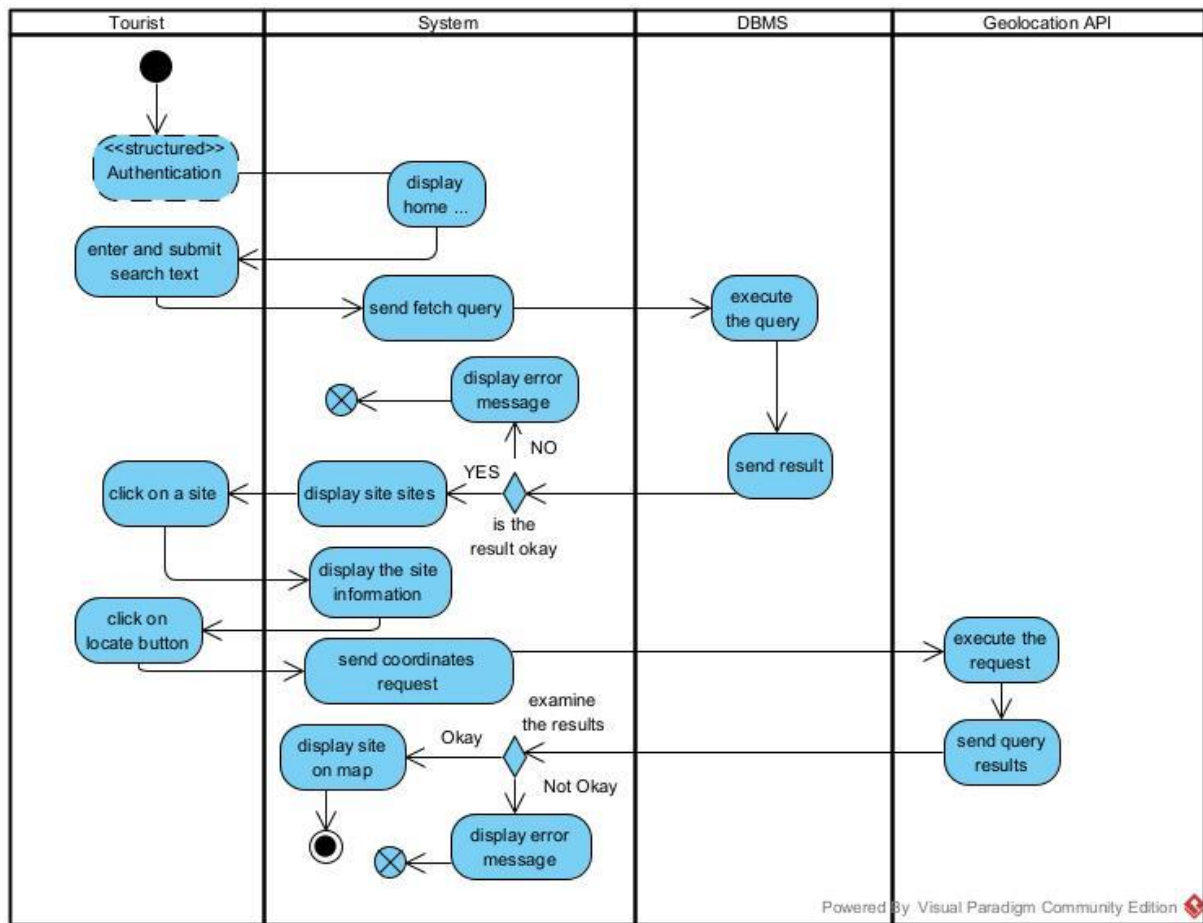 Tourist
System
DBMS
Geolocation API
<<structured>>
Authentication
display
home ...
enter and submit
search text
send fetch query
execute
the query
display error
message
NO
send result
YES
click on a site
display site sites
is the
result okay
display the site
information
click on
locate button
send coordinates
request
execute the
request
examine
the results
display site
on map
Okay
send query
results
Not Okay
display error
message
Powered By Visual Paradigm Community Edition